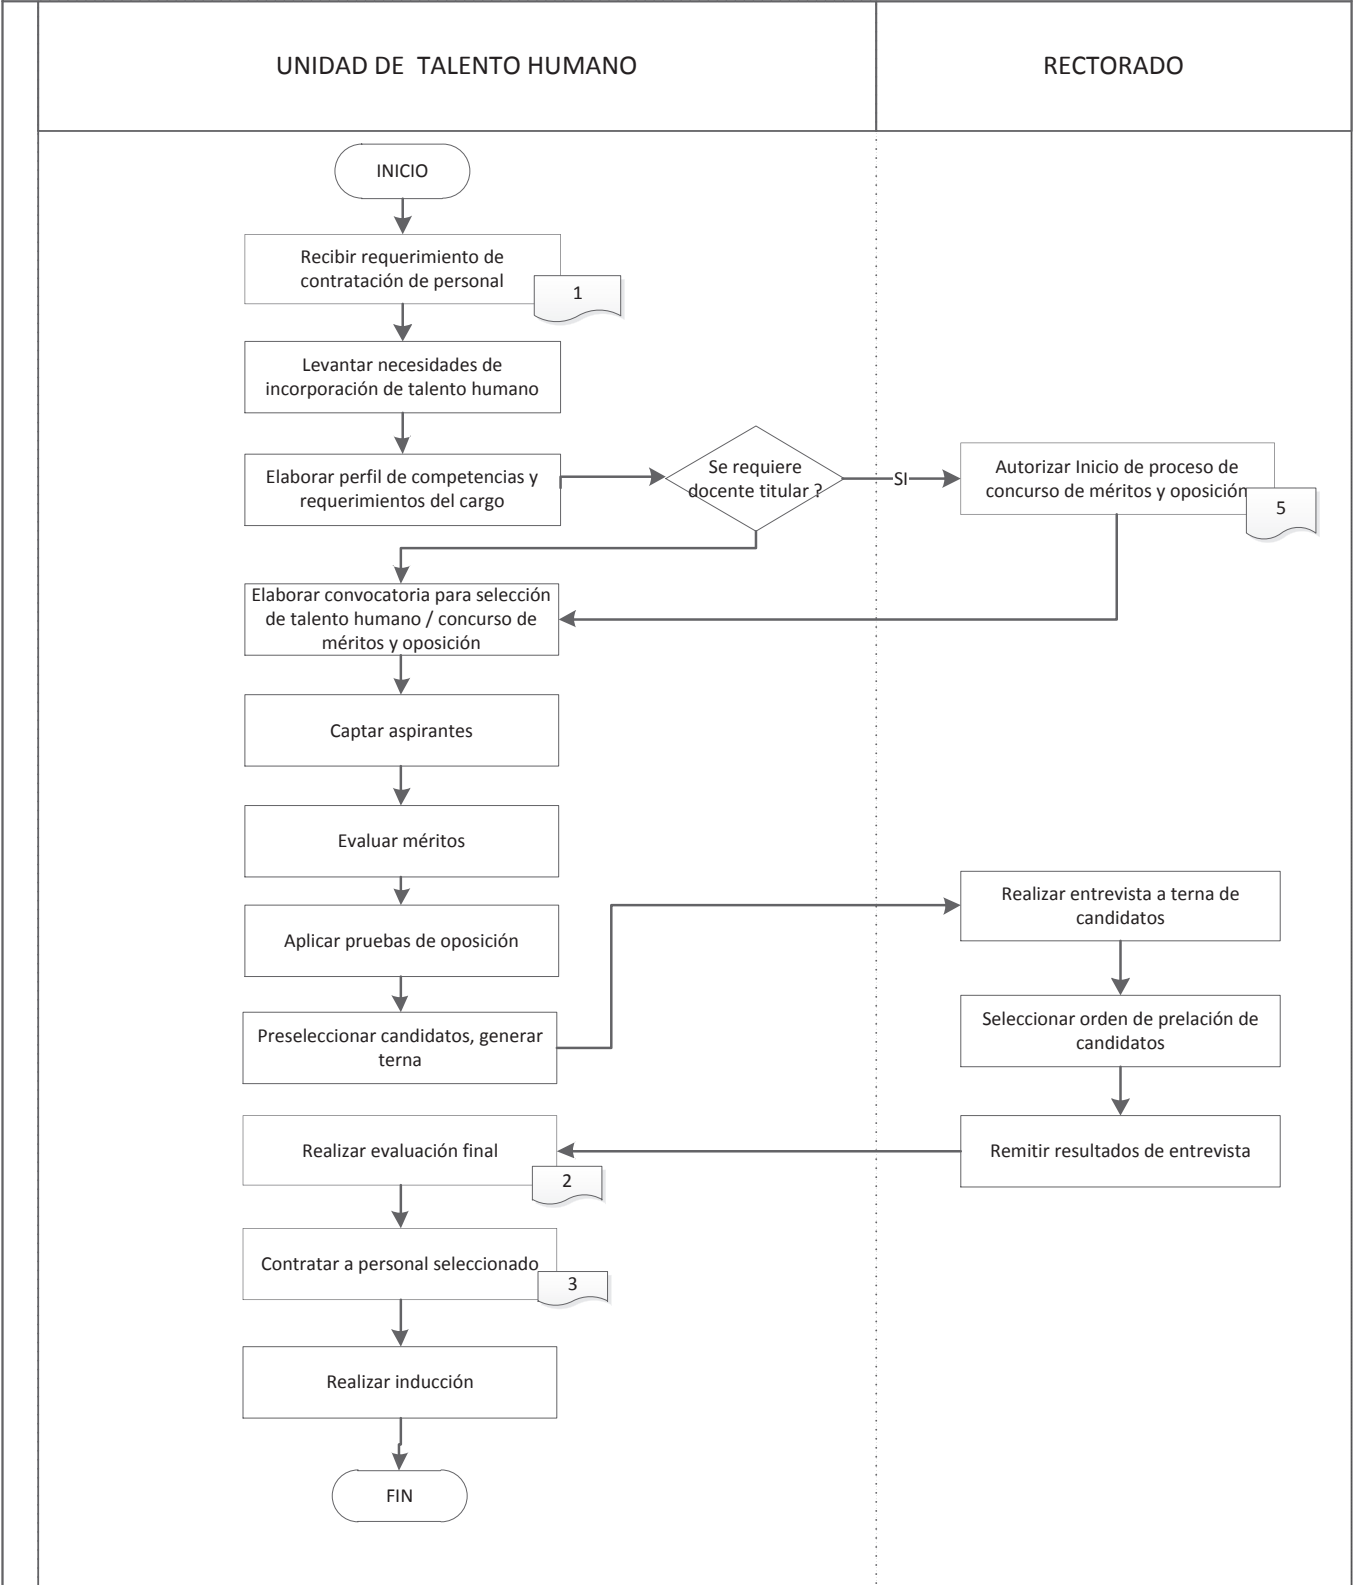 UNIDAD DE TALENTO HUMANO
RECTORADO
INICIO
Recibir requerimiento de
contratación de personal
1
Levantar necesidades de
incorporación de talento humano
Elaborar perfil de competencias y
requerimientos del cargo
Se requiere
docente titular ?
SI
Autorizar Inicio de proceso de
concurso de méritos y oposición
5
Elaborar convocatoria para selección
de talento humano / concurso de
méritos y oposición
Captar aspirantes
Evaluar méritos
Aplicar pruebas de oposición
Preseleccionar candidatos, generar
terna
Realizar entrevista a terna de
candidatos
Seleccionar orden de prelación de
candidatos
Remitir resultados de entrevista
Realizar evaluación final
2
Contratar a personal seleccionado
3
Realizar inducción
FIN